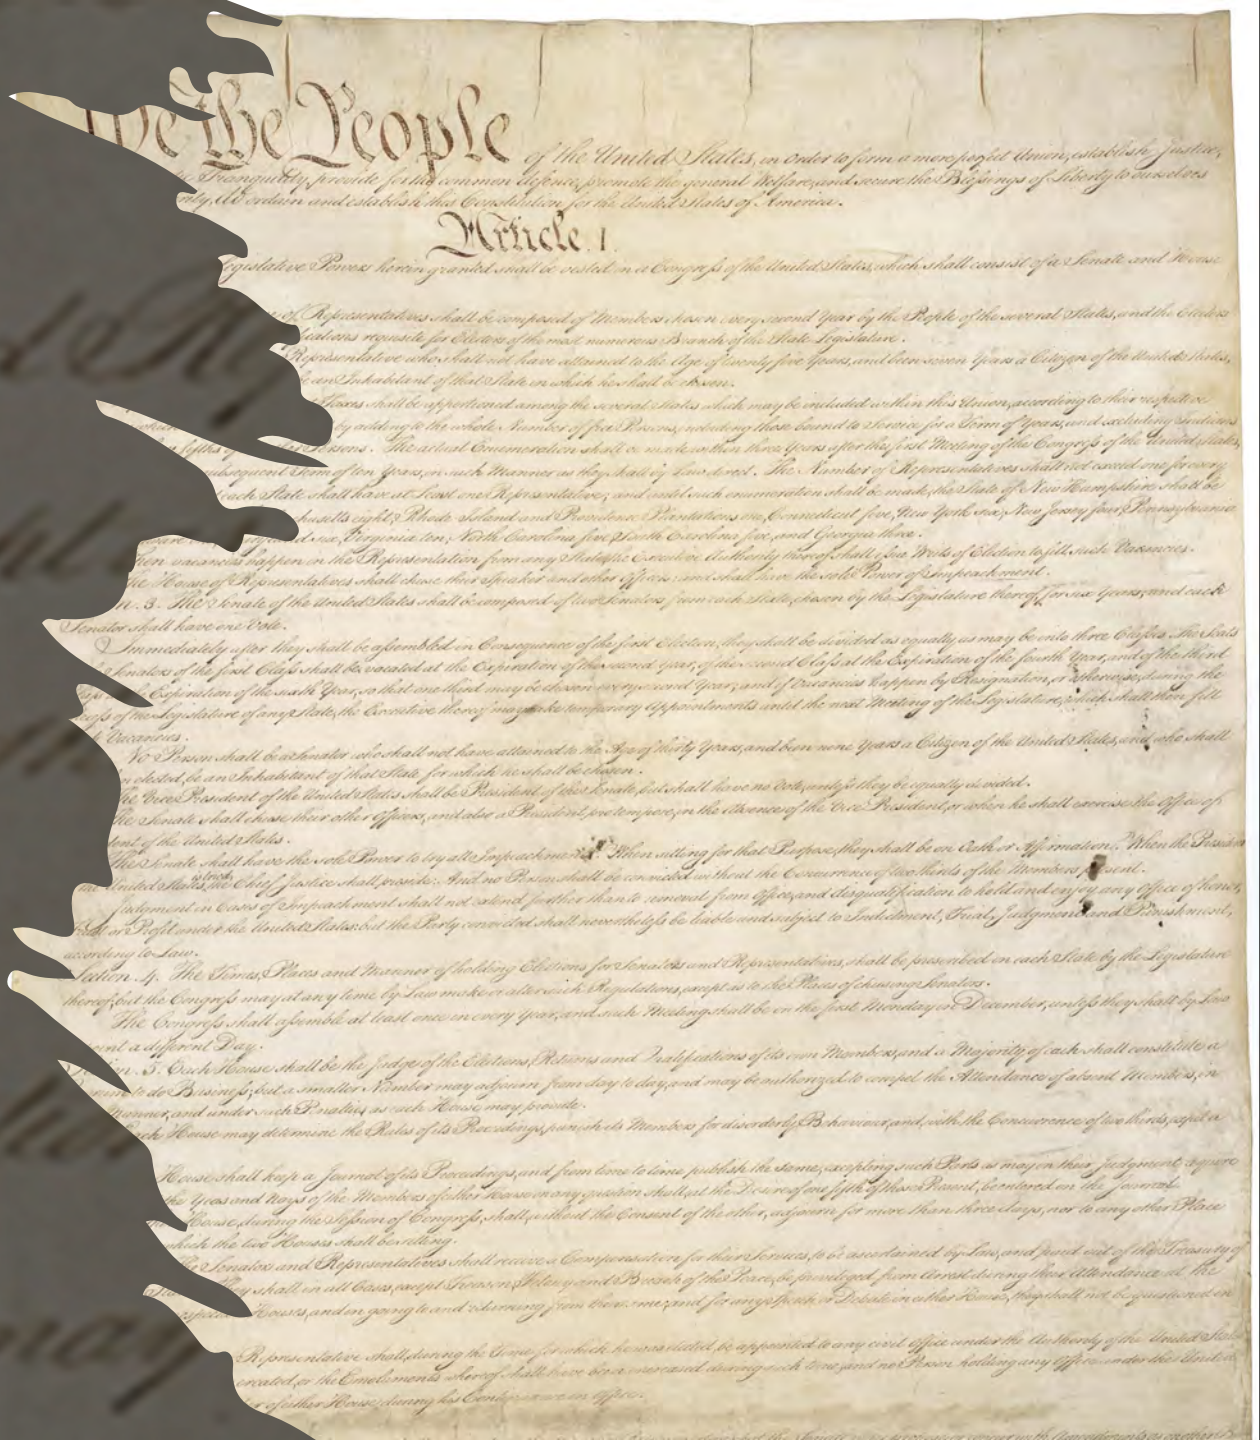 We the People of the United States, in Order to form a more perfect Union, establish Justice,
Tranquility, provide for the common defence, promote the general Welfare, and secure the Blessings of Liberty to ourselves
do ordain and establish this Constitution for the United States of America.
Article. I.
Legislative Powers herein granted shall be vested in a Congress of the United States, which shall consist of a Senate and House
of Representatives shall be composed of Members chosen every second Year by the People of the several States, and the Electors
requisite for Electors of the most numerous Branch of the State Legislature.
Representative who shall not have attained to the Age of twenty five Years, and been seven Years a Citizen of the United States,
be an Inhabitant of that State in which he shall be chosen.
Taxes shall be apportioned among the several States which may be included within this Union, according to their respective
by adding to the whole Number of free Persons, including those bound to Service for a Term of Years, and excluding Indians
fifths of Persons. The actual Enumeration shall be made within three Years after the first Meeting of the Congress of the United States,
subsequent Term of ten Years, in such Manner as they shall by Law direct. The Number of Representatives shall not exceed one for every
each State shall have at Least one Representative; and until such enumeration shall be made, the State of New Hampshire shall be
eight, Rhode Island and Providence Plantations one, Connecticut five, New York six, New Jersey four, Pennsylvania
six, Virginia ten, North Carolina five, South Carolina five, and Georgia three.
vacancies happen in the Representation from any State, the Executive Authority thereof shall issue Writs of Election to fill such Vacancies.
House of Representatives shall chuse their Speaker and other Officers; and shall have the sole Power of Impeachment.
3. The Senate of the United States shall be composed of two Senators from each State, chosen by the Legislature thereof, for six Years; and each
Senator shall have one Vote.
Immediately after they shall be assembled in Consequence of the first Election, they shall be divided as equally as may be into three Classes. The Seats
Senators of the first Class shall be vacated at the Expiration of the second Year, of the second Class at the Expiration of the fourth Year, and of the third
Expiration of the sixth Year, so that one third may be chosen every second Year; and if Vacancies happen by Resignation, or otherwise, during the
of the Legislature of any State, the Executive thereof may make temporary Appointments until the next Meeting of the Legislature, which shall then fill
Vacancies.
No Person shall be a Senator who shall not have attained to the Age of thirty Years, and been nine Years a Citizen of the United States, and who shall
elected, be an Inhabitant of that State for which he shall be chosen.
The Vice President of the United States shall be President of the Senate, but shall have no Vote, unless they be equally divided.
The Senate shall chuse their other Officers, and also a President pro tempore, in the Absence of the Vice President, or when he shall exercise the Office of
of the United States.
The Senate shall have the sole Power to try all Impeachments. When sitting for that Purpose, they shall be on Oath or Affirmation. When the President
United States is tried, the Chief Justice shall preside: And no Person shall be convicted without the Concurrence of two thirds of the Members present.
Judgment in Cases of Impeachment shall not extend further than to removal from Office, and disqualification to hold and enjoy any Office of honor,
or Profit under the United States: but the Party convicted shall nevertheless be liable and subject to Indictment, Trial, Judgment and Punishment,
according to Law.
Section. 4. The Times, Places and Manner of holding Elections for Senators and Representatives, shall be prescribed in each State by the Legislature
thereof; but the Congress may at any time by Law make or alter such Regulations, except as to the Places of chusing Senators.
The Congress shall assemble at least once in every Year, and such Meeting shall be on the first Monday in December, unless they shall by Law
a different Day.
5. Each House shall be the Judge of the Elections, Returns and Qualifications of its own Members, and a Majority of each shall constitute a
to do Business; but a smaller Number may adjourn from day to day, and may be authorized to compel the Attendance of absent Members, in
Manner, and under such Penalties as each House may provide.
Each House may determine the Rules of its Proceedings, punish its Members for disorderly Behaviour, and, with the Concurrence of two thirds, expel a
House shall keep a Journal of its Proceedings, and from time to time publish the same, excepting such Parts as may in their Judgment require
the Yeas and Nays of the Members of either House on any question shall, at the Desire of one fifth of those Present, be entered on the Journal.
House, during the Session of Congress, shall, without the Consent of the other, adjourn for more than three days, nor to any other Place
which the two Houses shall be sitting.
Senators and Representatives shall receive a Compensation for their Services, to be ascertained by Law, and paid out of the Treasury of
They shall in all Cases, except Treason, Felony and Breach of the Peace, be privileged from Arrest during their Attendance at the
Houses, and in going to and returning from the same; and for any Speech or Debate in either House, they shall not be questioned in
Representative shall, during the Time for which he was elected, be appointed to any civil Office under the Authority of the United States
created, or the Emoluments whereof shall have been encreased during such time; and no Person holding any Office under the United
of either House during his Continuance in Office.